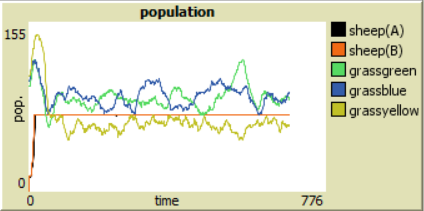 population
155
pop.
0
0
time
776
sheep(A)
sheep(B)
grassgreen
grassblue
grassyellow